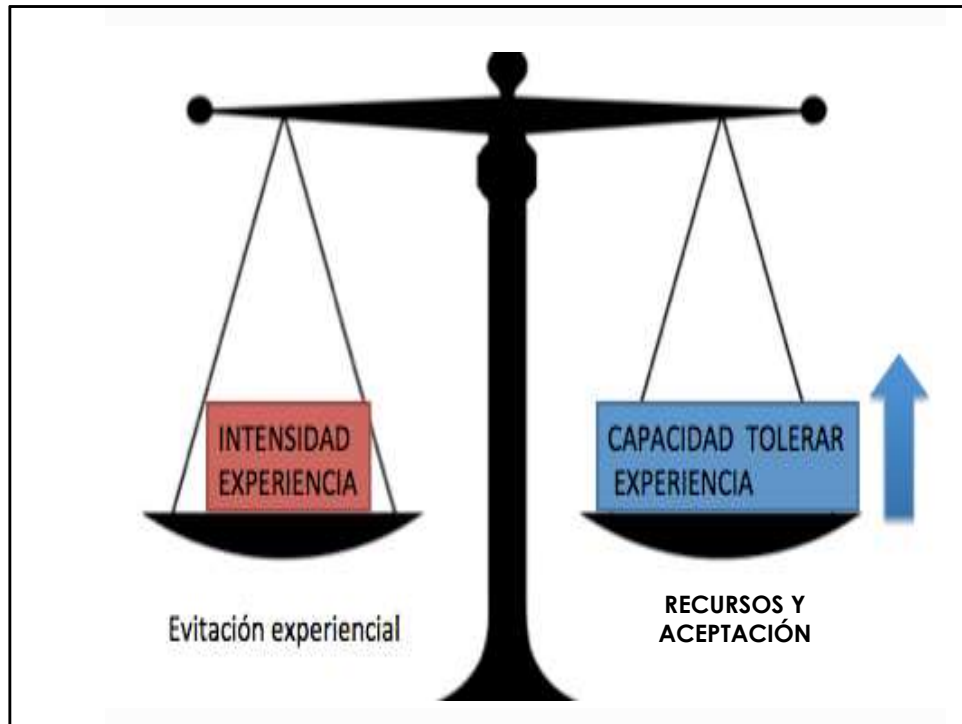 INTENSIDAD
EXPERIENCIA
CAPACIDAD TOLERAR
EXPERIENCIA
Evitación experiencial
RECURSOS Y
ACEPTACIÓN